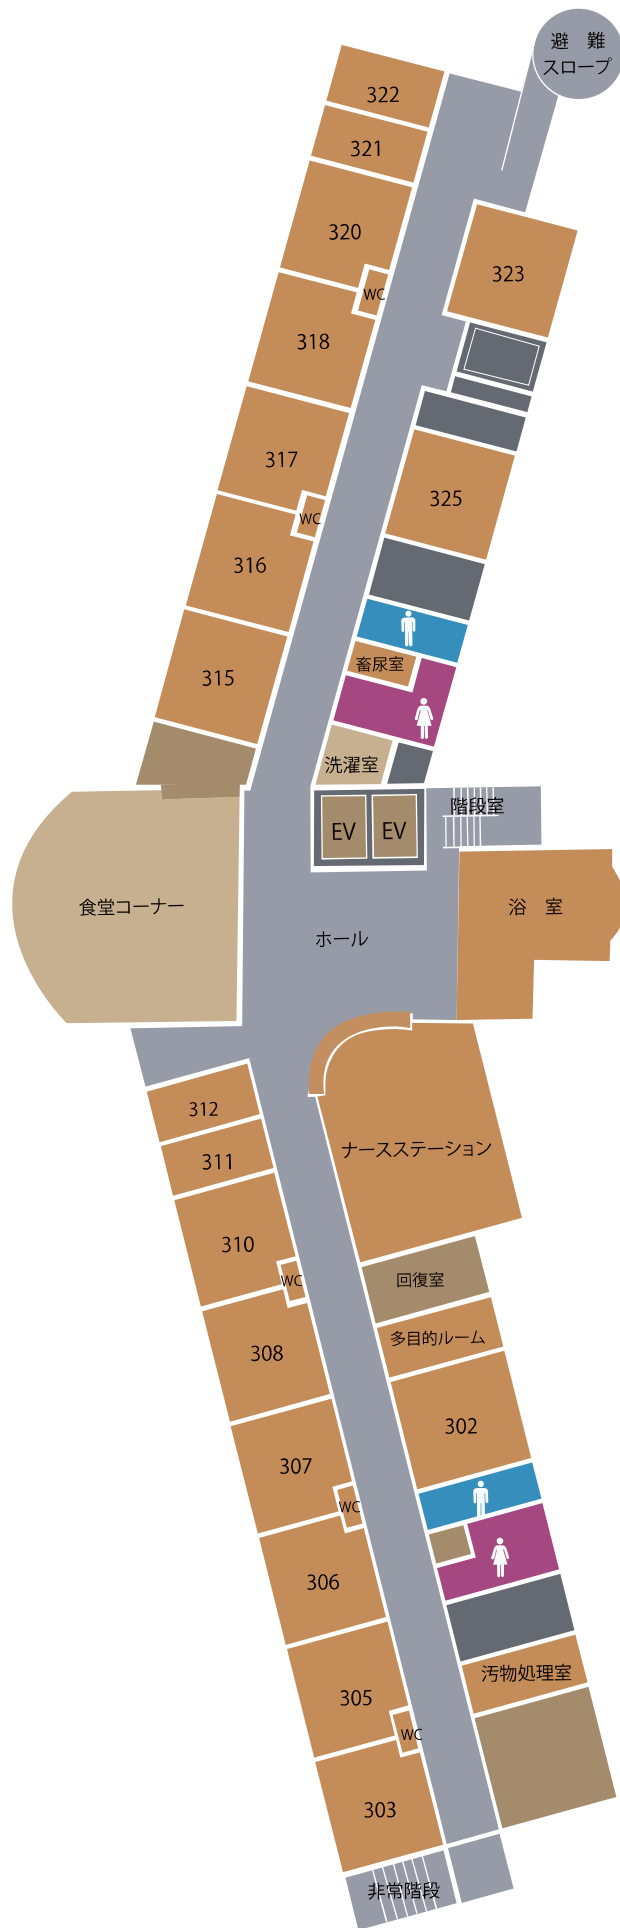 避　難
スロープ
322
321
320
323
WC
318
317
325
WC
316
畜尿室
315
洗濯室
階段室
EV
EV
食堂コーナー
浴　室
ホール
312
ナースステーション
311
310
WC
回復室
多目的ルーム
308
302
307
WC
306
汚物処理室
305
WC
303
非常階段